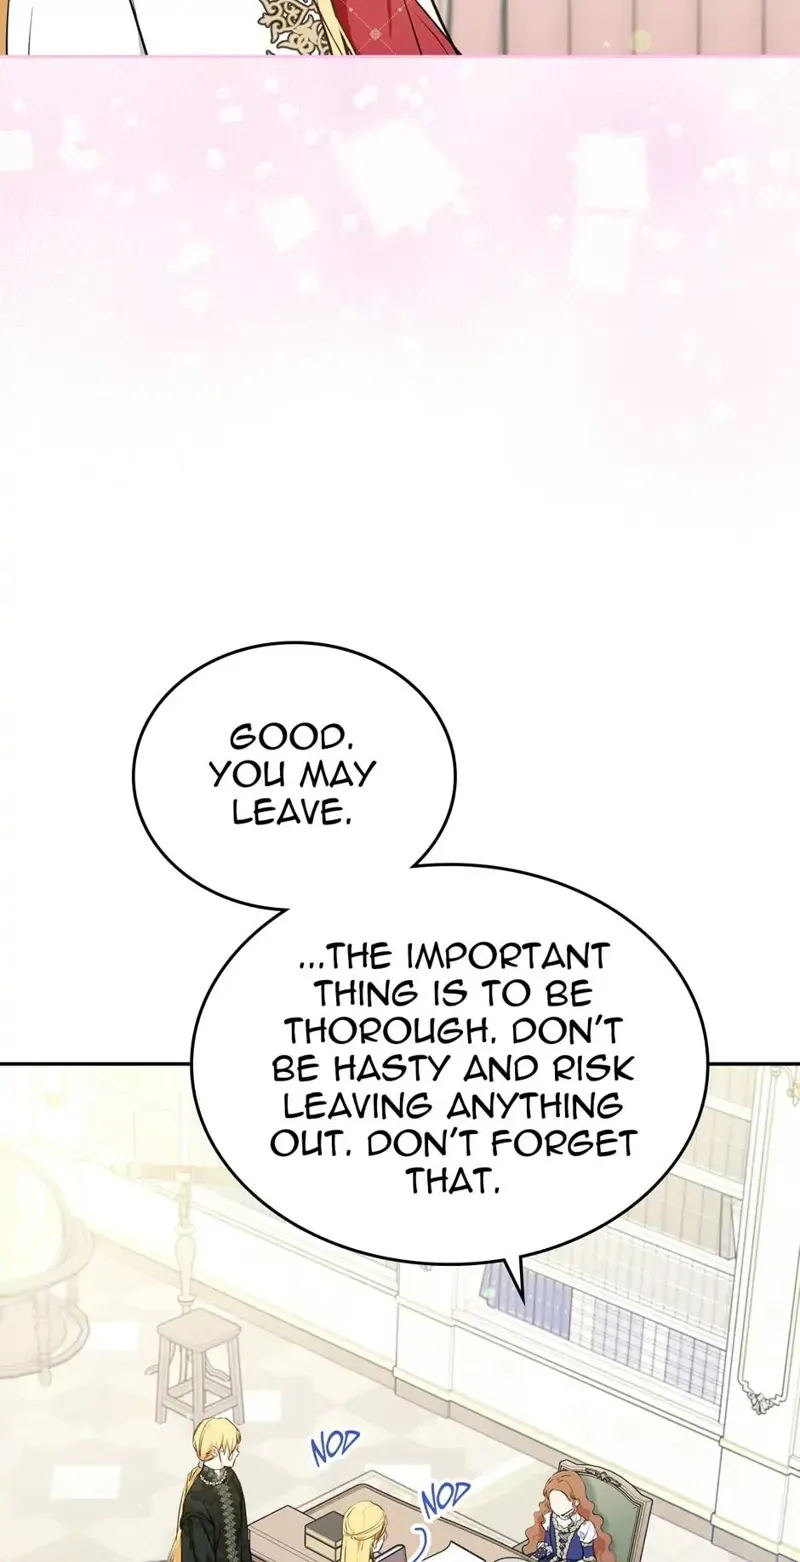 GOOD.
YOU MAY
LEAVE.
...THE IMPORTANT
THING IS TO BE
THOROUGH. DON'T
BE HASTY AND RISK
LEAVING ANYTHING
OUT. DON'T FORGET
THAT.
NOD
NOD